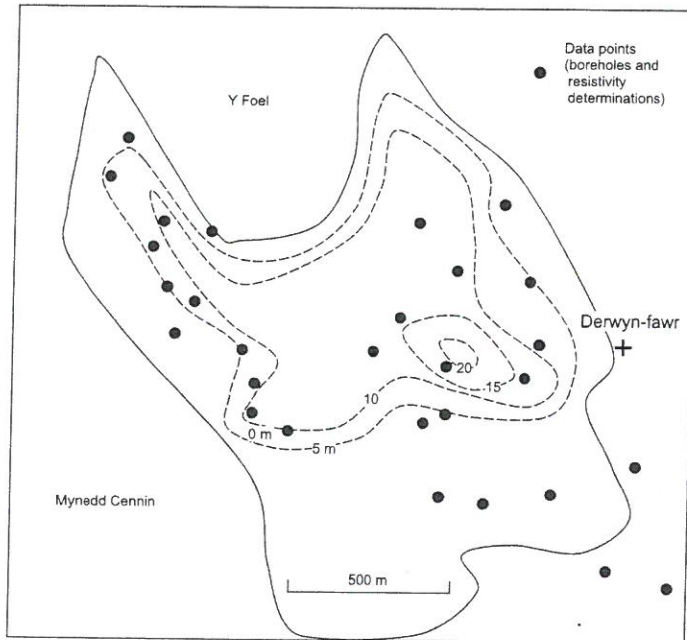 Data points
(boreholes and
resistivity
determinations)
Y Foel
Derwyn-fawr
20
15
10
0 m
5 m
Mynedd Cennin
500 m